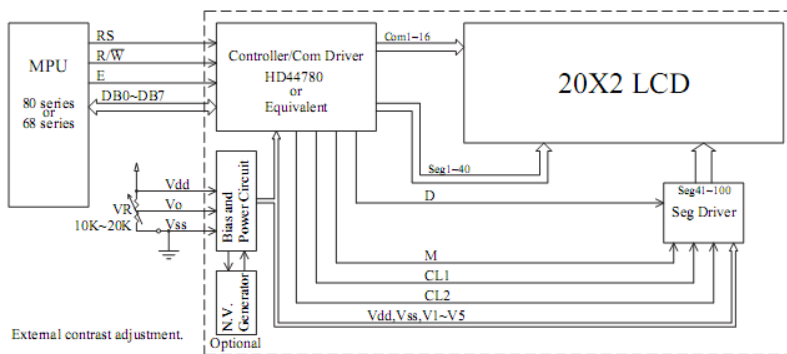 RS
R/W̅
E
DB0~DB7
MPU
80 series
or
68 series
Controller/Com Driver
HD44780
or
Equivalent
Com1-16
20X2 LCD
Seg1-40
Seg41-100
Seg Driver
D
Vdd
Vo
Vss
VR
10K~20K
Bias and
Power Circuit
M
CL1
CL2
Vdd,Vss,V1~V5
N.V.
Generator
Optional
External contrast adjustment.